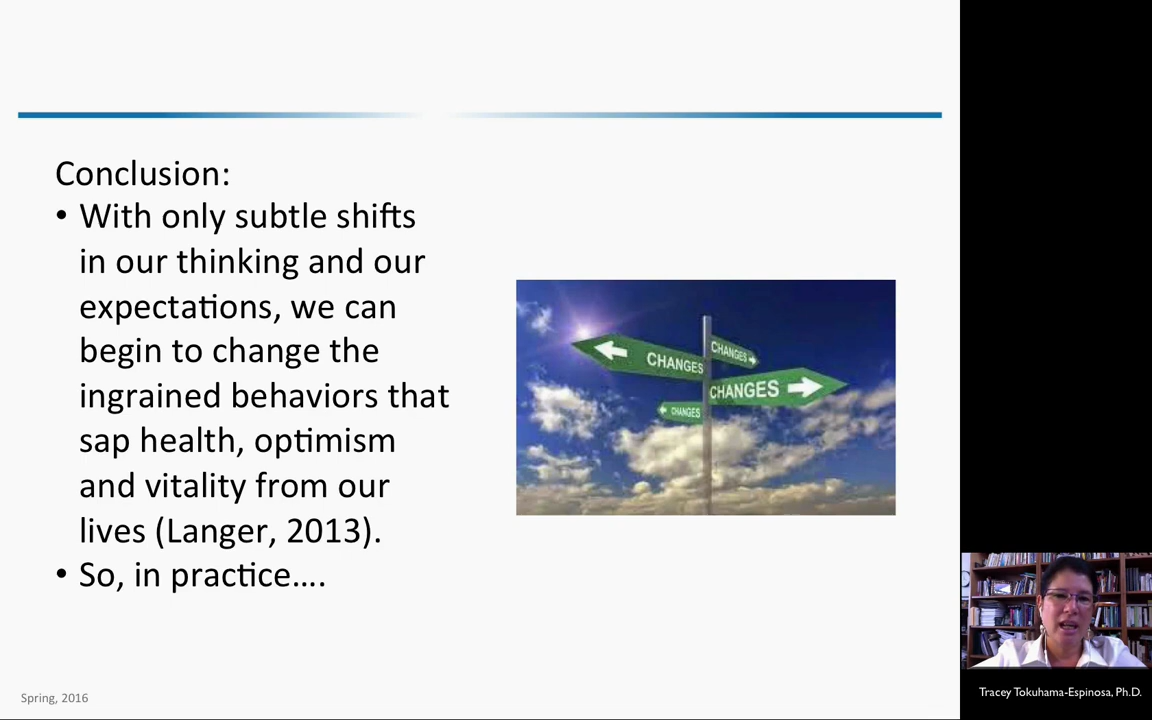 Conclusion:
• With only subtle shifts
in our thinking and our
expectations, we can
begin to change the
ingrained behaviors that
sap health, optimism
and vitality from our
lives (Langer, 2013).
• So, in practice....
CHANGES
CHANGES
CHANGES
CHANGES
Spring, 2016
Tracey Tokuhama-Espinosa, Ph.D.